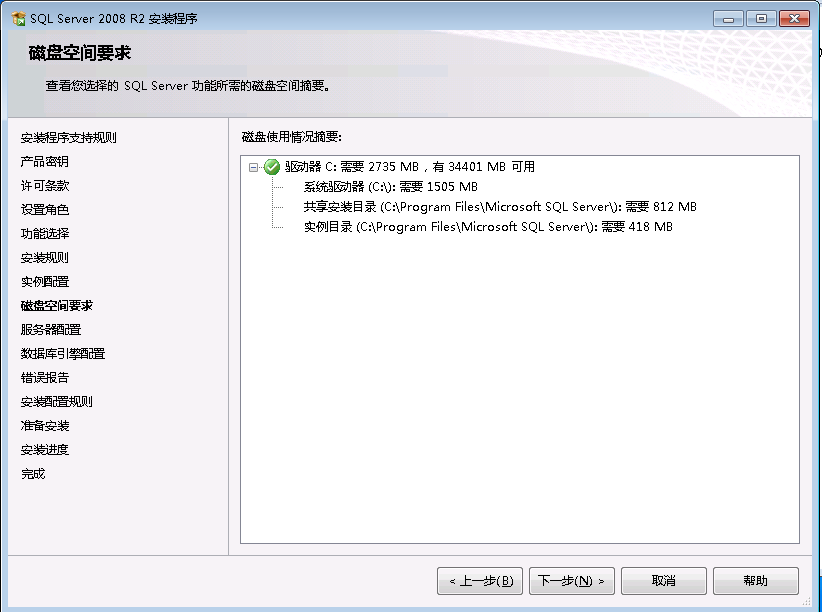 SQL Server 2008 R2 安装程序
磁盘空间要求
查看您选择的 SQL Server 功能所需的磁盘空间摘要。
安装程序支持规则
产品密钥
许可条款
设置角色
功能选择
安装规则
实例配置
磁盘空间要求
服务器配置
数据库引擎配置
错误报告
安装配置规则
准备安装
安装进度
完成
磁盘使用情况摘要:
驱动器 C: 需要 2735 MB，有 34401 MB 可用
系统驱动器 (C:\): 需要 1505 MB
共享安装目录 (C:\Program Files\Microsoft SQL Server\): 需要 812 MB
实例目录 (C:\Program Files\Microsoft SQL Server\): 需要 418 MB
< 上一步(B)
下一步(N) >
取消
帮助